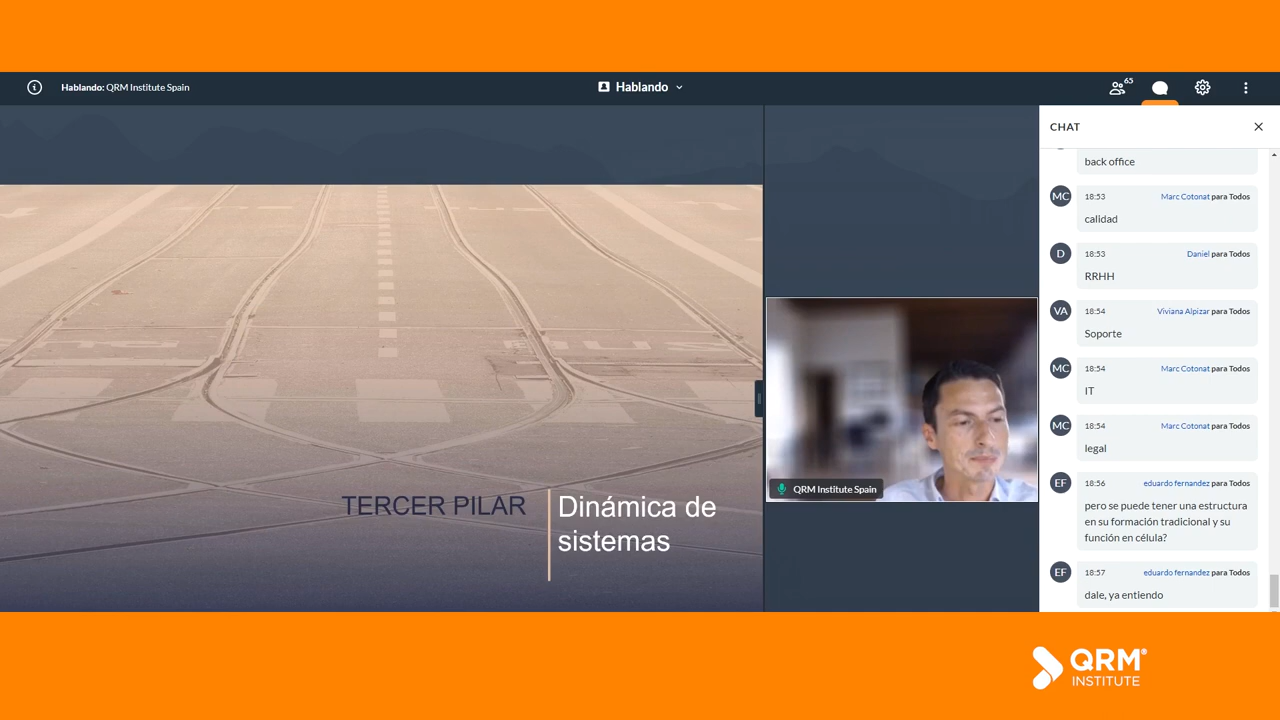 Hablando: QRM Institute Spain
Hablando
65
CHAT
back office
MC
18:53
Marc Cotonat para Todos
calidad
D
18:53
Daniel para Todos
RRHH
VA
18:54
Viviana Alpizar para Todos
Soporte
MC
18:54
Marc Cotonat para Todos
IT
MC
18:54
Marc Cotonat para Todos
legal
EF
18:56
eduardo fernandez para Todos
pero se puede tener una estructura
en su formación tradicional y su
función en célula?
EF
18:57
eduardo fernandez para Todos
dale, ya entiendo
BUS
TERCER PILAR
Dinámica de
sistemas
QRM Institute Spain
QRM®
INSTITUTE